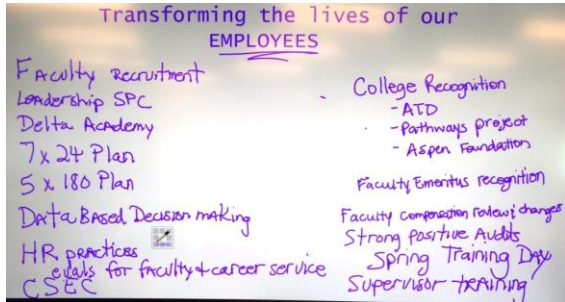 Transforming the lives of our
EMPLOYEES
Faculty Recruitment
Leadership SPC
Delta Academy
7 x 24 Plan
5 x 180 Plan
Data Based Decision making
HR practices
evals for faculty + career service
CSEC
College Recognition
- ATD
- Pathways project
- Aspen Foundation
Faculty Emeritus recognition
Faculty compensation review & changes
Strong positive Audits
Spring Training Day
Supervisor training